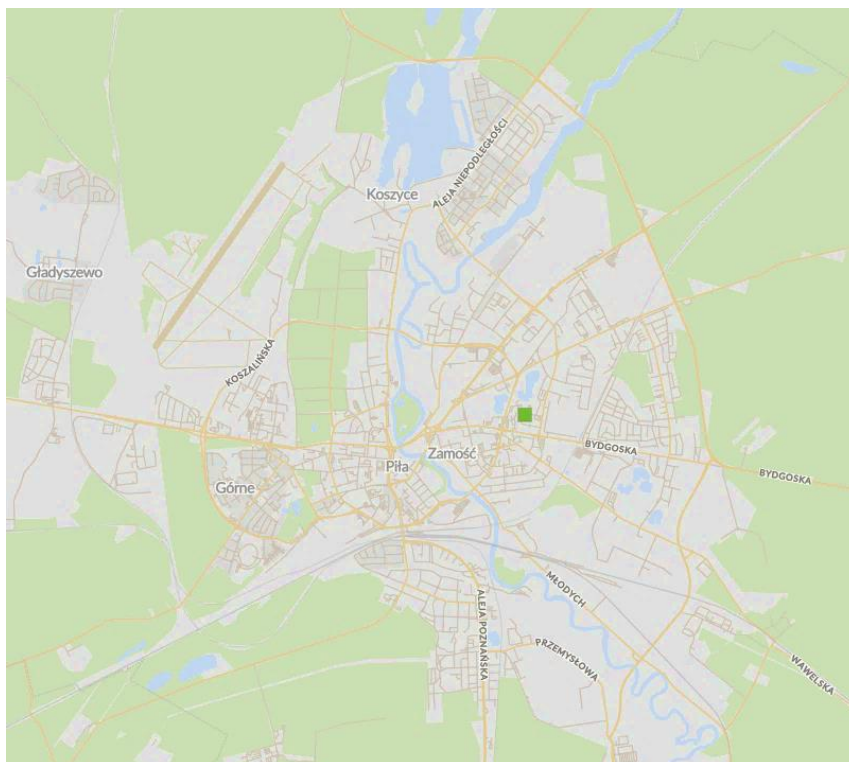 ALEJA NIEPODLEGŁOŚCI
Koszyce
Gładyszewo
KOSZALIŃSKA
BYDGOSKA
Zamość
Piła
BYDGOSKA
Górne
MŁODYCH
ALEJA POZNAŃSKA
PRZEMYSŁOWA
WAWELSKA